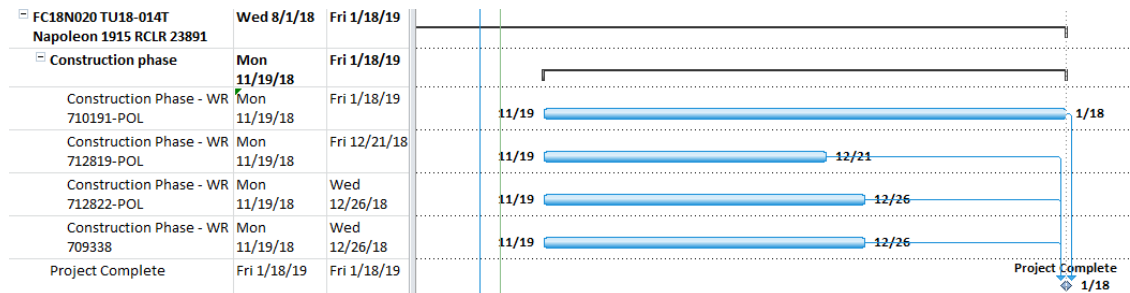 FC18N020 TU18-014T Wed 8/1/18 Fri 1/18/19
Napoleon 1915 RCLR 23891
Construction phase Mon Fri 1/18/19
11/19/18
Construction Phase - WR Mon Fri 1/18/19
710191-POL 11/19/18
11/19 1/18
Construction Phase - WR Mon Fri 12/21/18
712819-POL 11/19/18
11/19 12/21
Construction Phase - WR Mon Wed
712822-POL 11/19/18 12/26/18
11/19 12/26
Construction Phase - WR Mon Wed
709338 11/19/18 12/26/18
11/19 12/26
Project Complete Fri 1/18/19 Fri 1/18/19
Project Complete
1/18